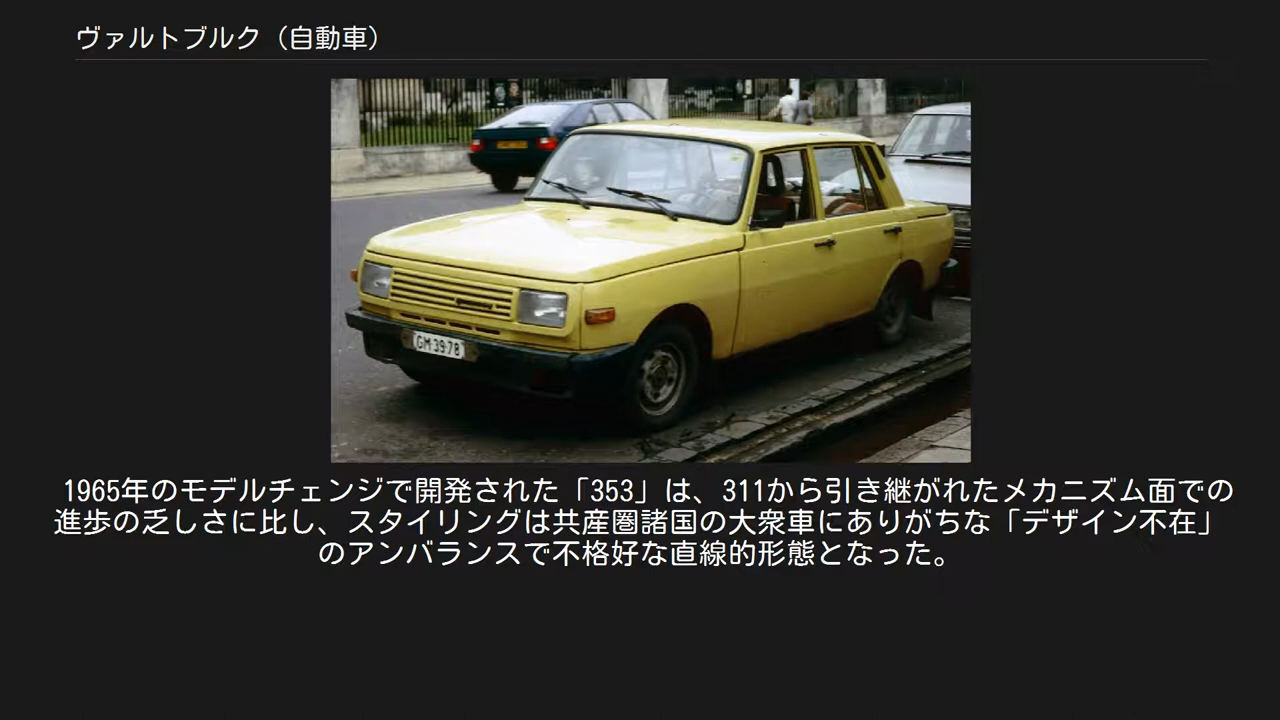 ヴァルトブルク（自動車）
GM·39-78
1965年のモデルチェンジで開発された「353」は、311から引き継がれたメカニズム面での
進歩の乏しさに比し、スタイリングは共産圏諸国の大衆車にありがちな「デザイン不在」
のアンバランスで不格好な直線的形態となった。